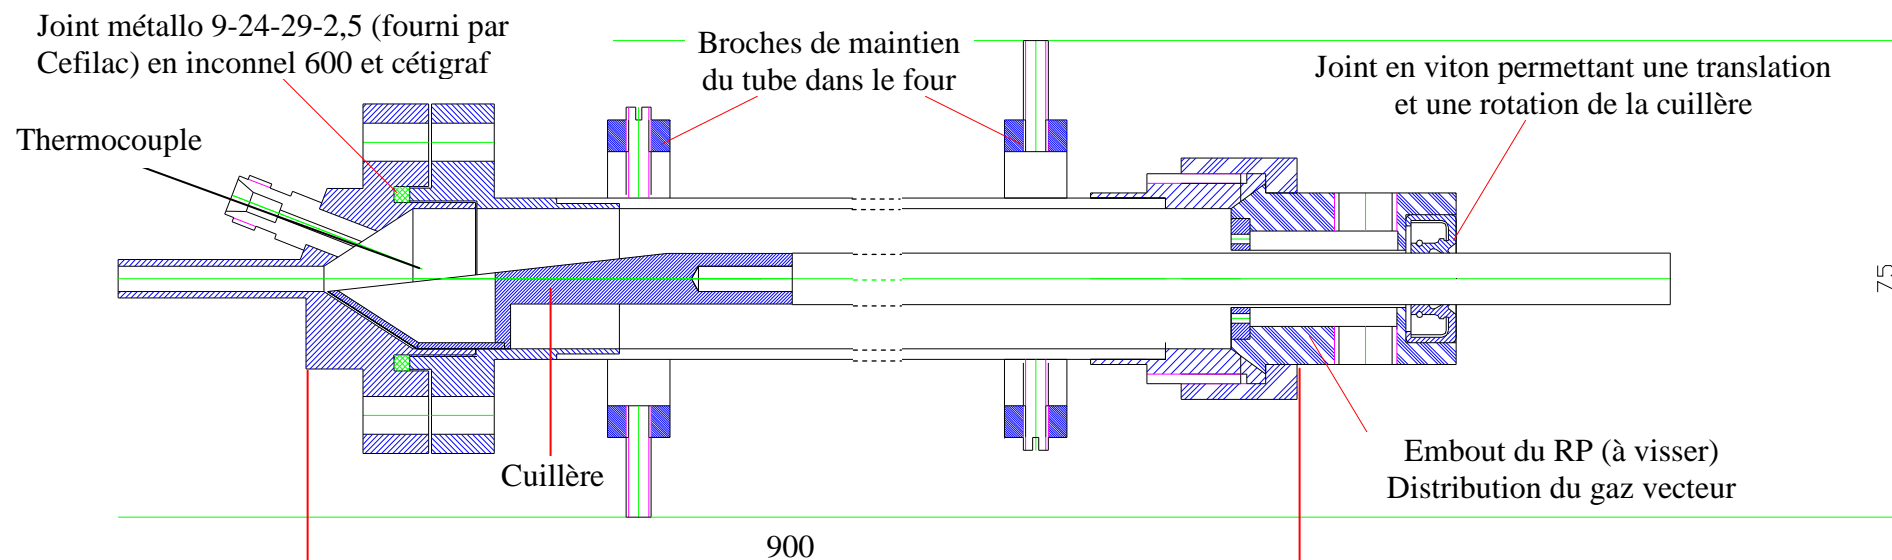 Joint métallo 9-24-29-2,5 (fourni par
Cefilac) en inconnel 600 et cétigraf
Broches de maintien
du tube dans le four
Joint en viton permettant une translation
et une rotation de la cuillère
Thermocouple
75
Cuillère
Embout du RP (à visser)
Distribution du gaz vecteur
900